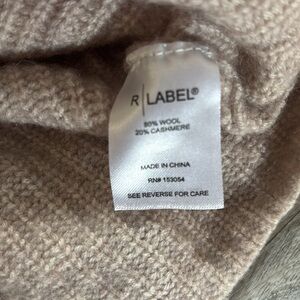 R | LABEL®
80% WOOL
20% CASHMERE
MADE IN CHINA
RN# 153054
SEE REVERSE FOR CARE